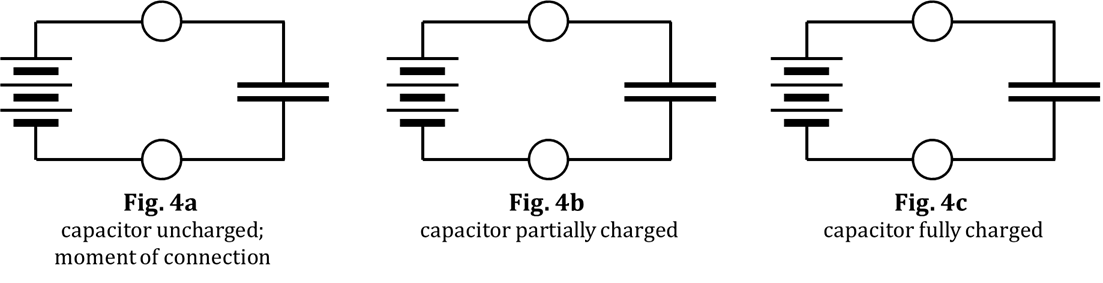 Fig. 4a
capacitor uncharged;
moment of connection
Fig. 4b
capacitor partially charged
Fig. 4c
capacitor fully charged